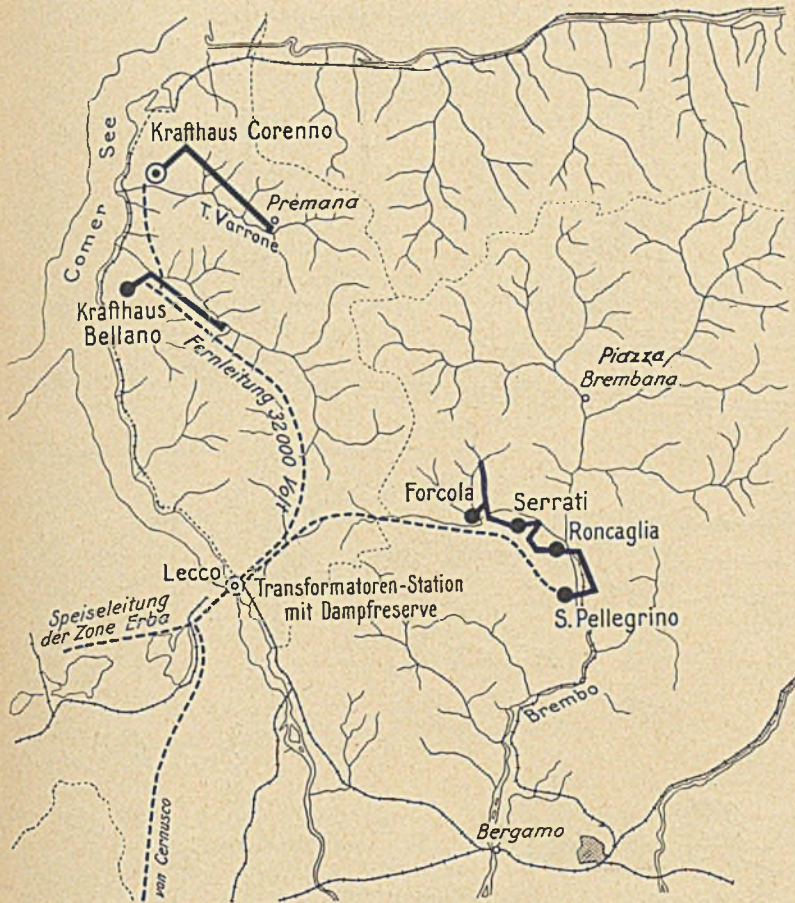 Comer See
Krafthaus Corenno
Premana
T. Varrone
Krafthaus
Bellano
Fernleitung 32000 Volt
Piazza
Brembana
Forcola
Serrati
Roncaglia
S. Pellegrino
Lecco
Transformatoren-Station
mit Dampfreserve
Speiseleitung
der Zone Erba
Brembo
von Cernusco
Bergamo